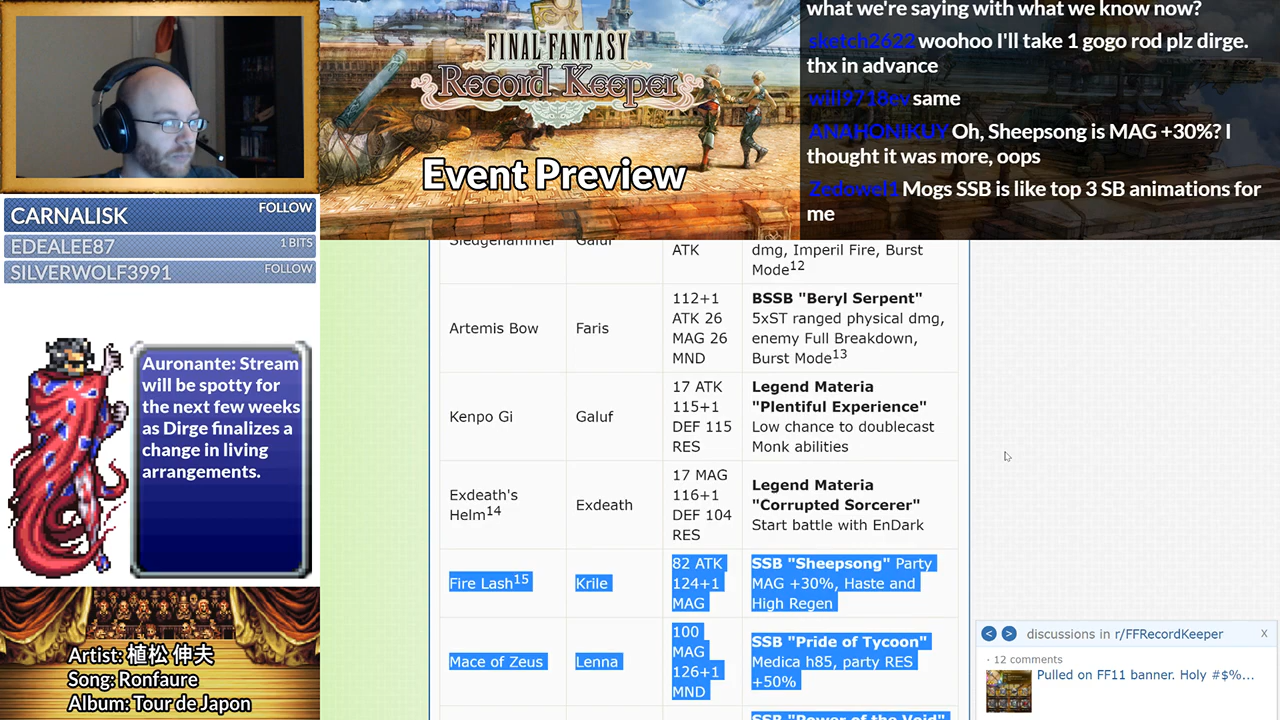 what we're saying with what we know now?
sketch2622 woohoo I'll take 1 gogo rod plz dirge.
thx in advance
will9718ev same
ANAHONIKUY Oh, Sheepsong is MAG +30%? I
thought it was more, oops
Zedowel1 Mogs SSB is like top 3 SB animations for
me
FINAL FANTASY
Record Keeper
Event Preview
CARNALISK FOLLOW
EDEALEE87 1 BITS
SILVERWOLF3991 FOLLOW
Auronante: Stream
will be spotty for
the next few weeks
as Dirge finalizes a
change in living
arrangements.
Artist: 植松 伸夫
Song: Ronfaure
Album: Tour de Japon
Sledgehammer
Galuf
ATK
dmg, Imperil Fire, Burst
Mode12
Artemis Bow
Faris
112+1
ATK 26
MAG 26
MND
BSSB "Beryl Serpent"
5xST ranged physical dmg,
enemy Full Breakdown,
Burst Mode13
Kenpo Gi
Galuf
17 ATK
115+1
DEF 115
RES
Legend Materia
"Plentiful Experience"
Low chance to doublecast
Monk abilities
Exdeath's
Helm14
Exdeath
17 MAG
116+1
DEF 104
RES
Legend Materia
"Corrupted Sorcerer"
Start battle with EnDark
Fire Lash15
Krile
82 ATK
124+1
MAG
SSB "Sheepsong" Party
MAG +30%, Haste and
High Regen
Mace of Zeus
Lenna
100
MAG
126+1
MND
SSB "Pride of Tycoon"
Medica h85, party RES
+50%
SSB "Power of the Void"
discussions in r/FFRecordKeeper X
· 12 comments
Pulled on FF11 banner. Holy #$%...